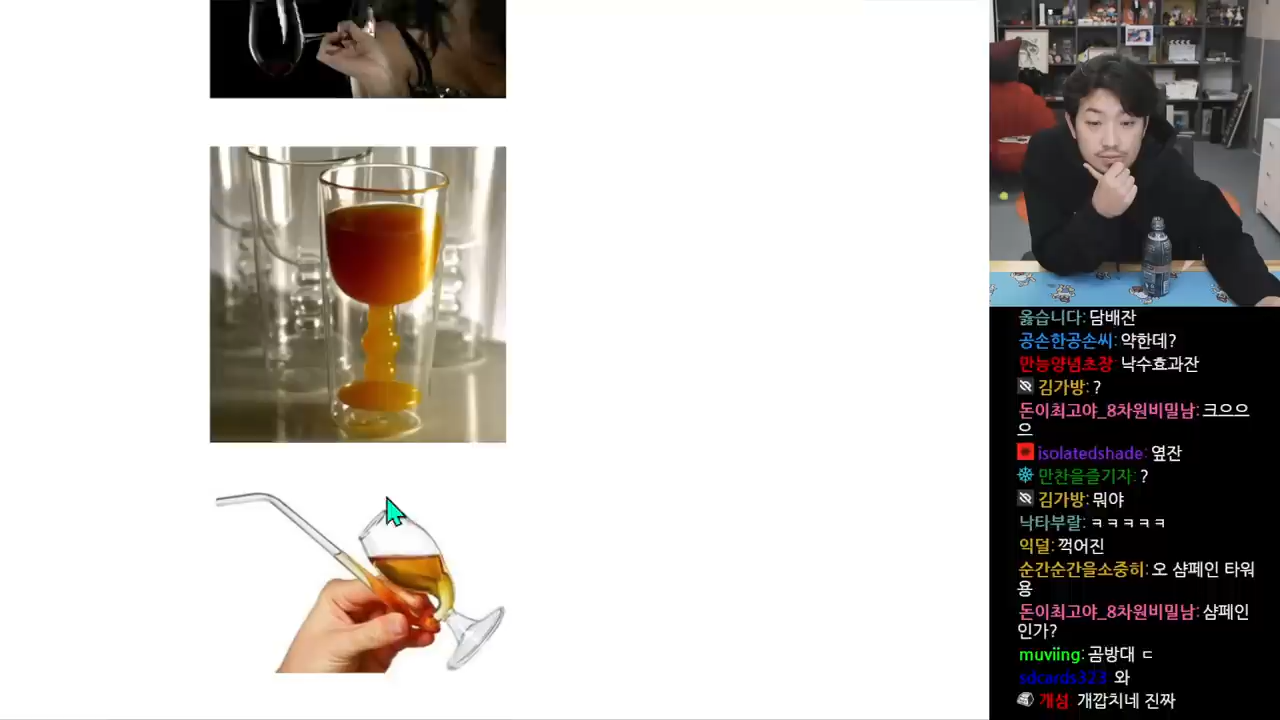 옳습니다: 담배잔
공손한공손씨: 약한데?
만능양념초장: 낙수효과잔
김가방: ?
돈이최고야_8차원비밀남: 크으으
으
isolatedshade: 옆잔
만찬을즐기자: ?
김가방: 뭐야
낙타부랄: ㅋㅋㅋㅋㅋ
익덜: 꺽어진
순간순간을소중히: 오 샴페인 타워
용
돈이최고야_8차원비밀남: 샴페인
인가?
muviing: 곰방대 ㄷ
sdcards323 와
개섬 개깝치네 진짜